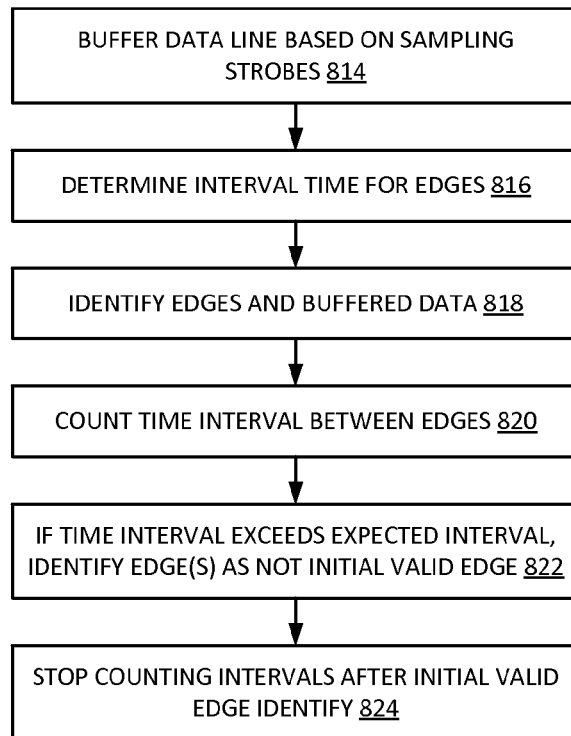 BUFFER DATA LINE BASED ON SAMPLING
STROBES 814
DETERMINE INTERVAL TIME FOR EDGES 816
IDENTIFY EDGES AND BUFFERED DATA 818
COUNT TIME INTERVAL BETWEEN EDGES 820
IF TIME INTERVAL EXCEEDS EXPECTED INTERVAL,
IDENTIFY EDGE(S) AS NOT INITIAL VALID EDGE 822
STOP COUNTING INTERVALS AFTER INITIAL VALID
EDGE IDENTIFY 824